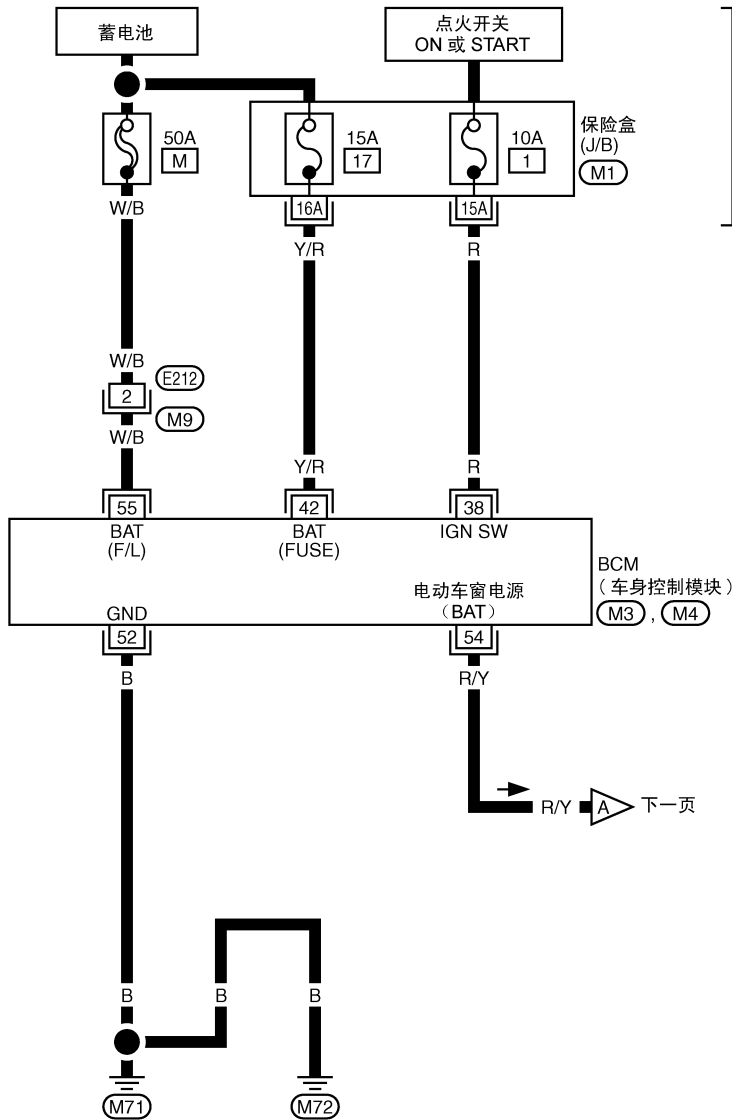 蓄电池
点火开关
ON 或 START
50A
M
15A
17
10A
1
保险盒
(J/B)
M1
W/B
16A
15A
Y/R
R
W/B
2
E212
M9
W/B
Y/R
R
55
42
38
BAT
(F/L)
BAT
(FUSE)
IGN SW
BCM
(车身控制模块)
M3 , M4
电动车窗电源
(BAT)
GND
52
54
B
R/Y
R/Y
A
下一页
B
B
B
M71
M72